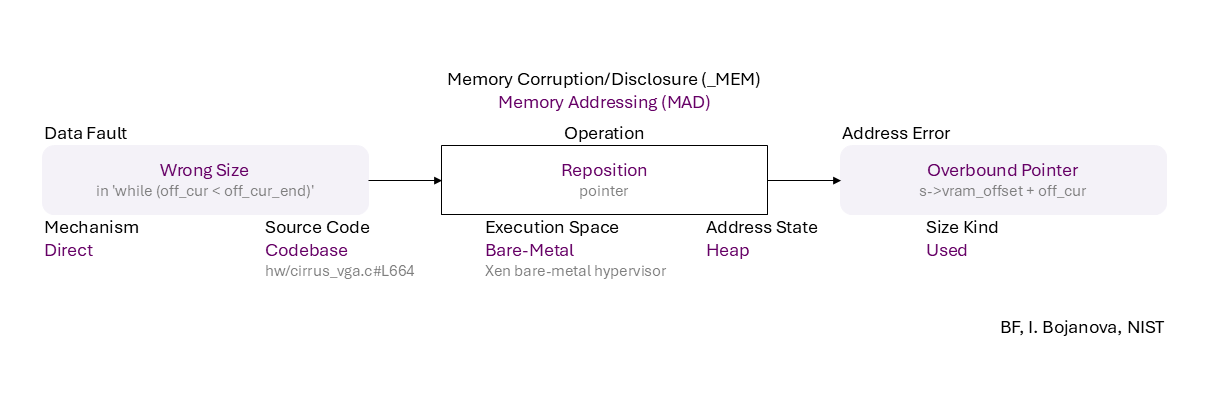 Memory Corruption/Disclosure (_MEM)
Memory Addressing (MAD)
Data Fault
Operation
Address Error
Wrong Size
in 'while (off_cur < off_cur_end)'
Reposition
pointer
Overbound Pointer
s->vram_offset + off_cur
Mechanism
Direct
Source Code
Codebase
hw/cirrus_vga.c#L664
Execution Space
Bare-Metal
Xen bare-metal hypervisor
Address State
Heap
Size Kind
Used
BF, I. Bojanova, NIST